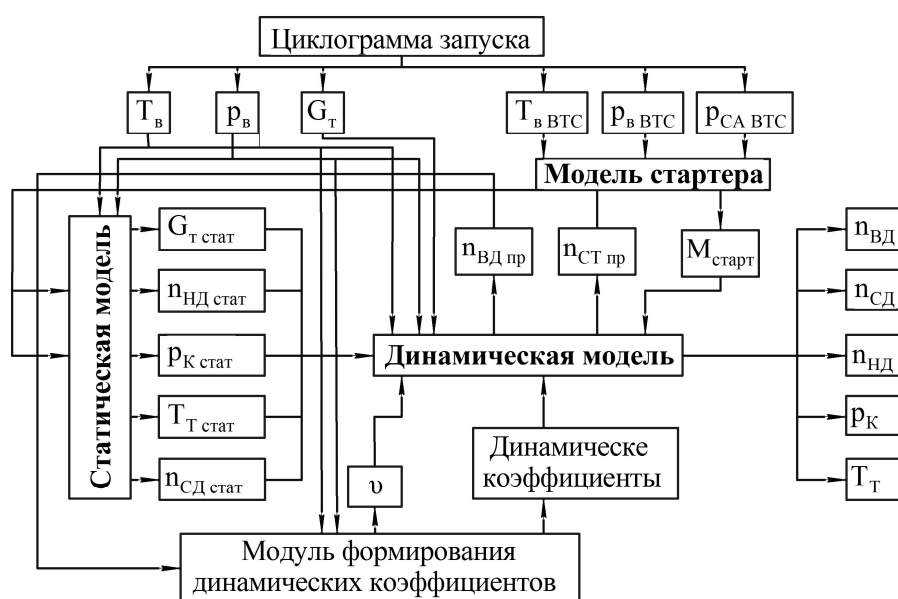 Циклограмма запуска
Tв
pв
Gт
Tв ВТС
pв ВТС
pСА ВТС
Модель стартера
nВД пр
nСТ пр
Mстарт
Статическая модель
Gт стат
nНД стат
pК стат
TТ стат
nСД стат
Динамическая модель
υ
Динамическе
коэффициенты
Модуль формирования
динамических коэффициентов
nВД
nСД
nНД
pК
TТ